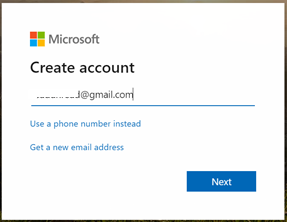 Microsoft
Create account
@gmail.com
Use a phone number instead
Get a new email address
Next